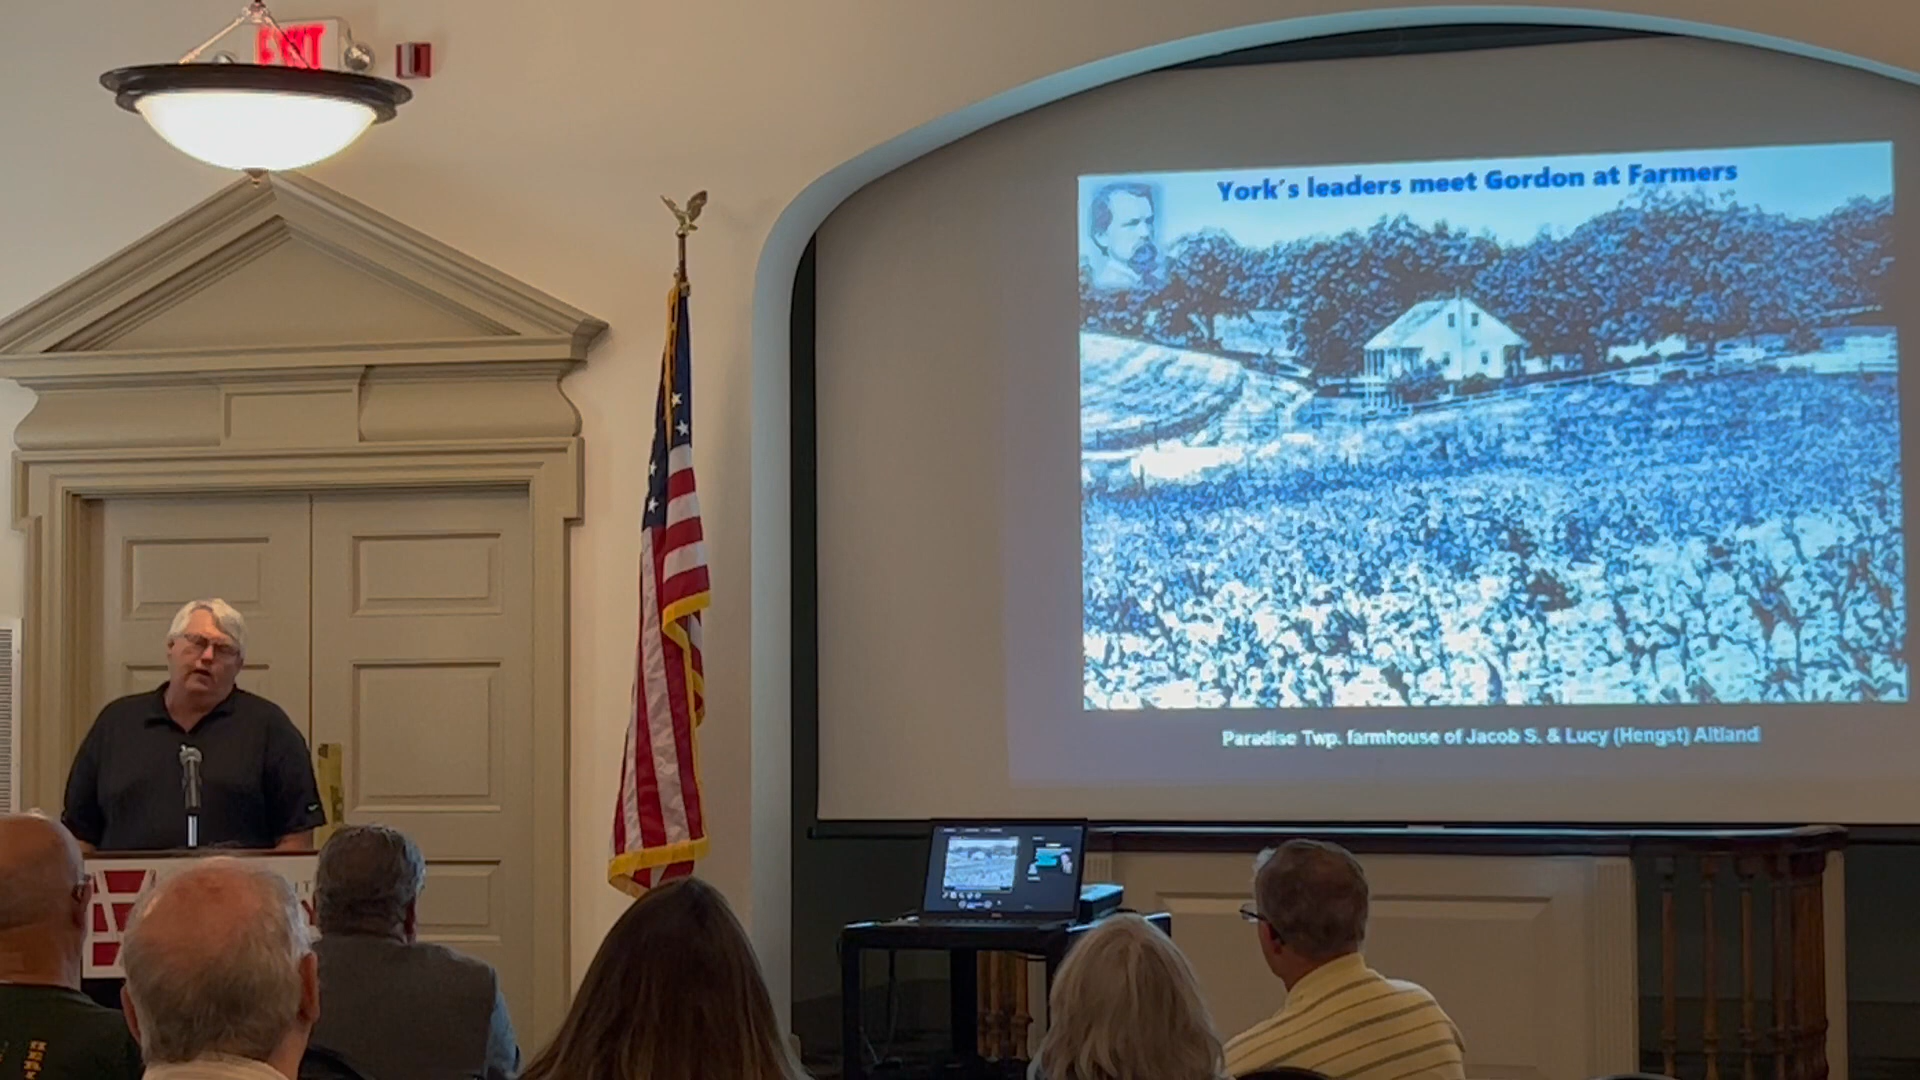 EXIT
York's leaders meet Gordon at Farmers
Paradise Twp. farmhouse of Jacob S. & Lucy (Hengst) Altland